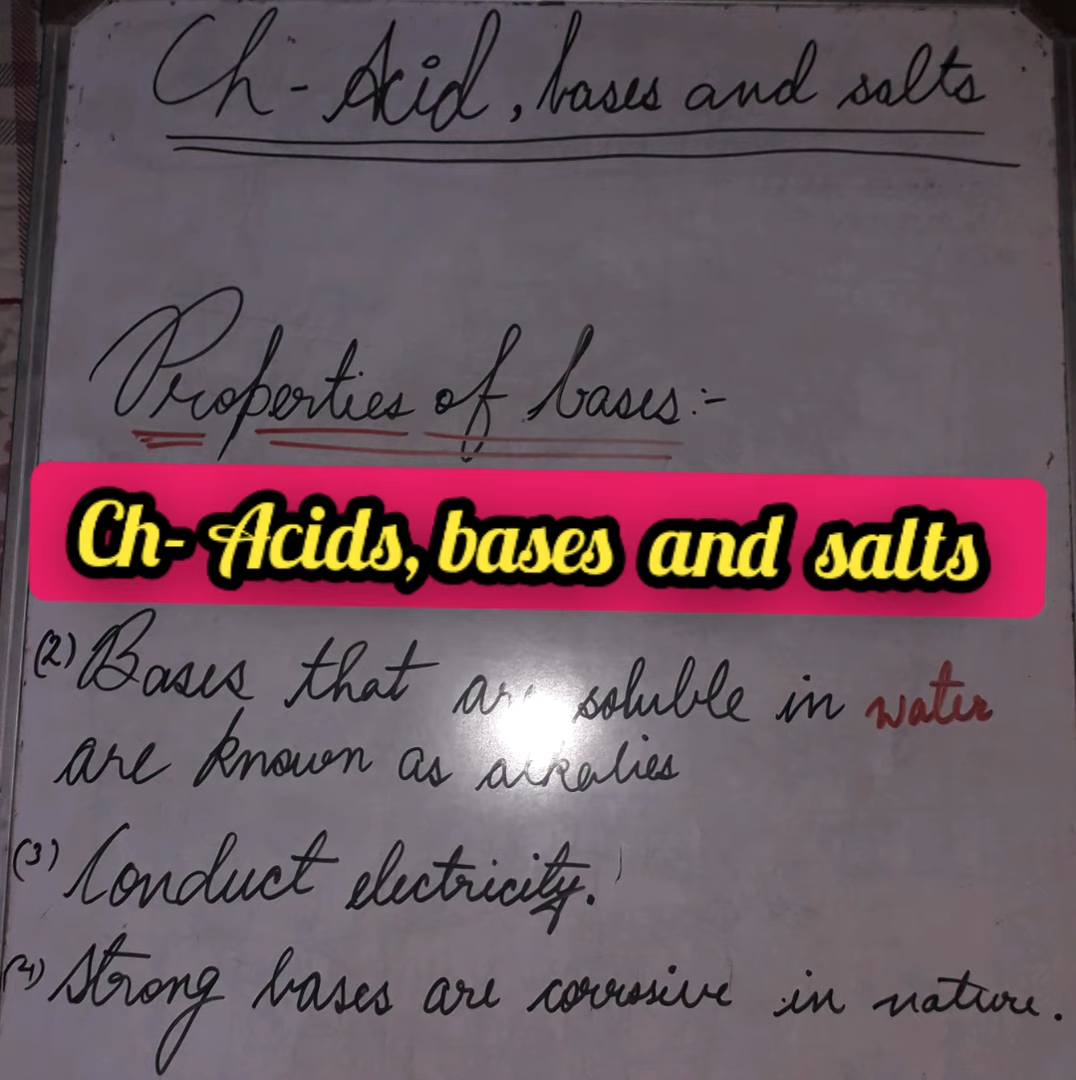 Ch- Acid, bases and salts
Properties of bases:-
Ch- Acids, bases and salts
(2) Bases that are soluble in water
are known as alkalies
(3) Conduct electricity.
(4) Strong bases are corrosive in nature.